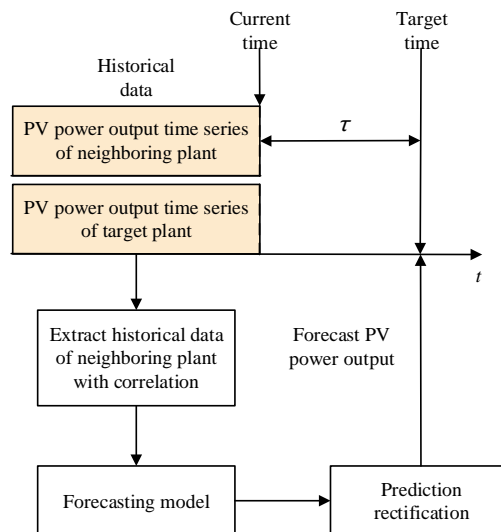 Current
time
Target
time
Historical
data
PV power output time series
of neighboring plant
τ
PV power output time series
of target plant
t
Extract historical data
of neighboring plant
with correlation
Forecast PV
power output
Forecasting model
Prediction
rectification